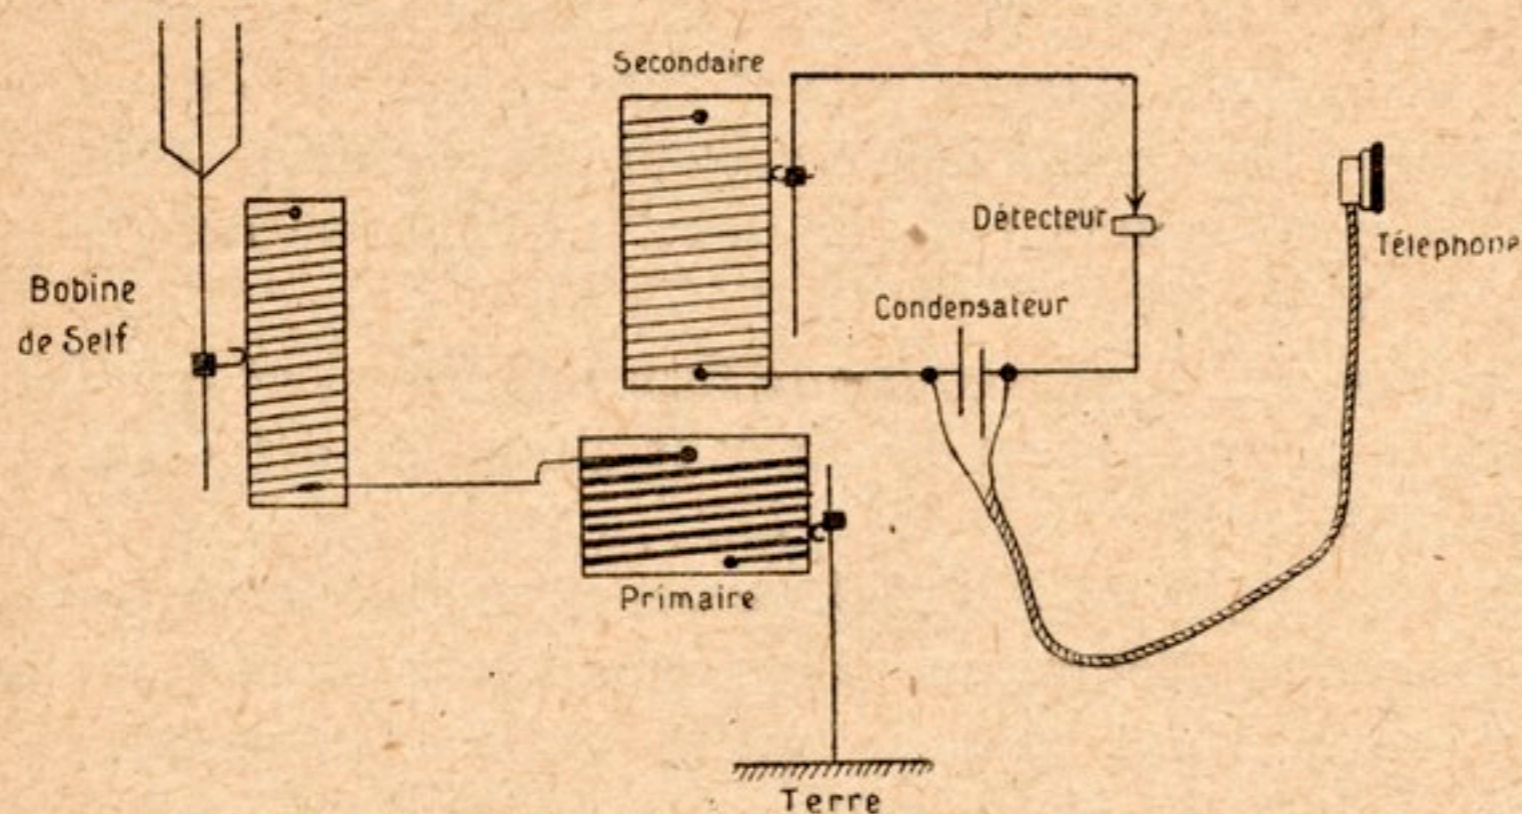 Secondaire
Détecteur
Téléphone
Bobine
de Self
Condensateur
Primaire
Terre